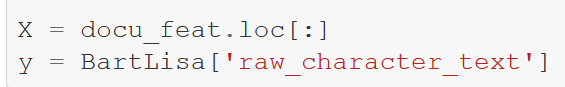 X = docu_feat.loc[:]
y = BartLisa['raw_character_text']